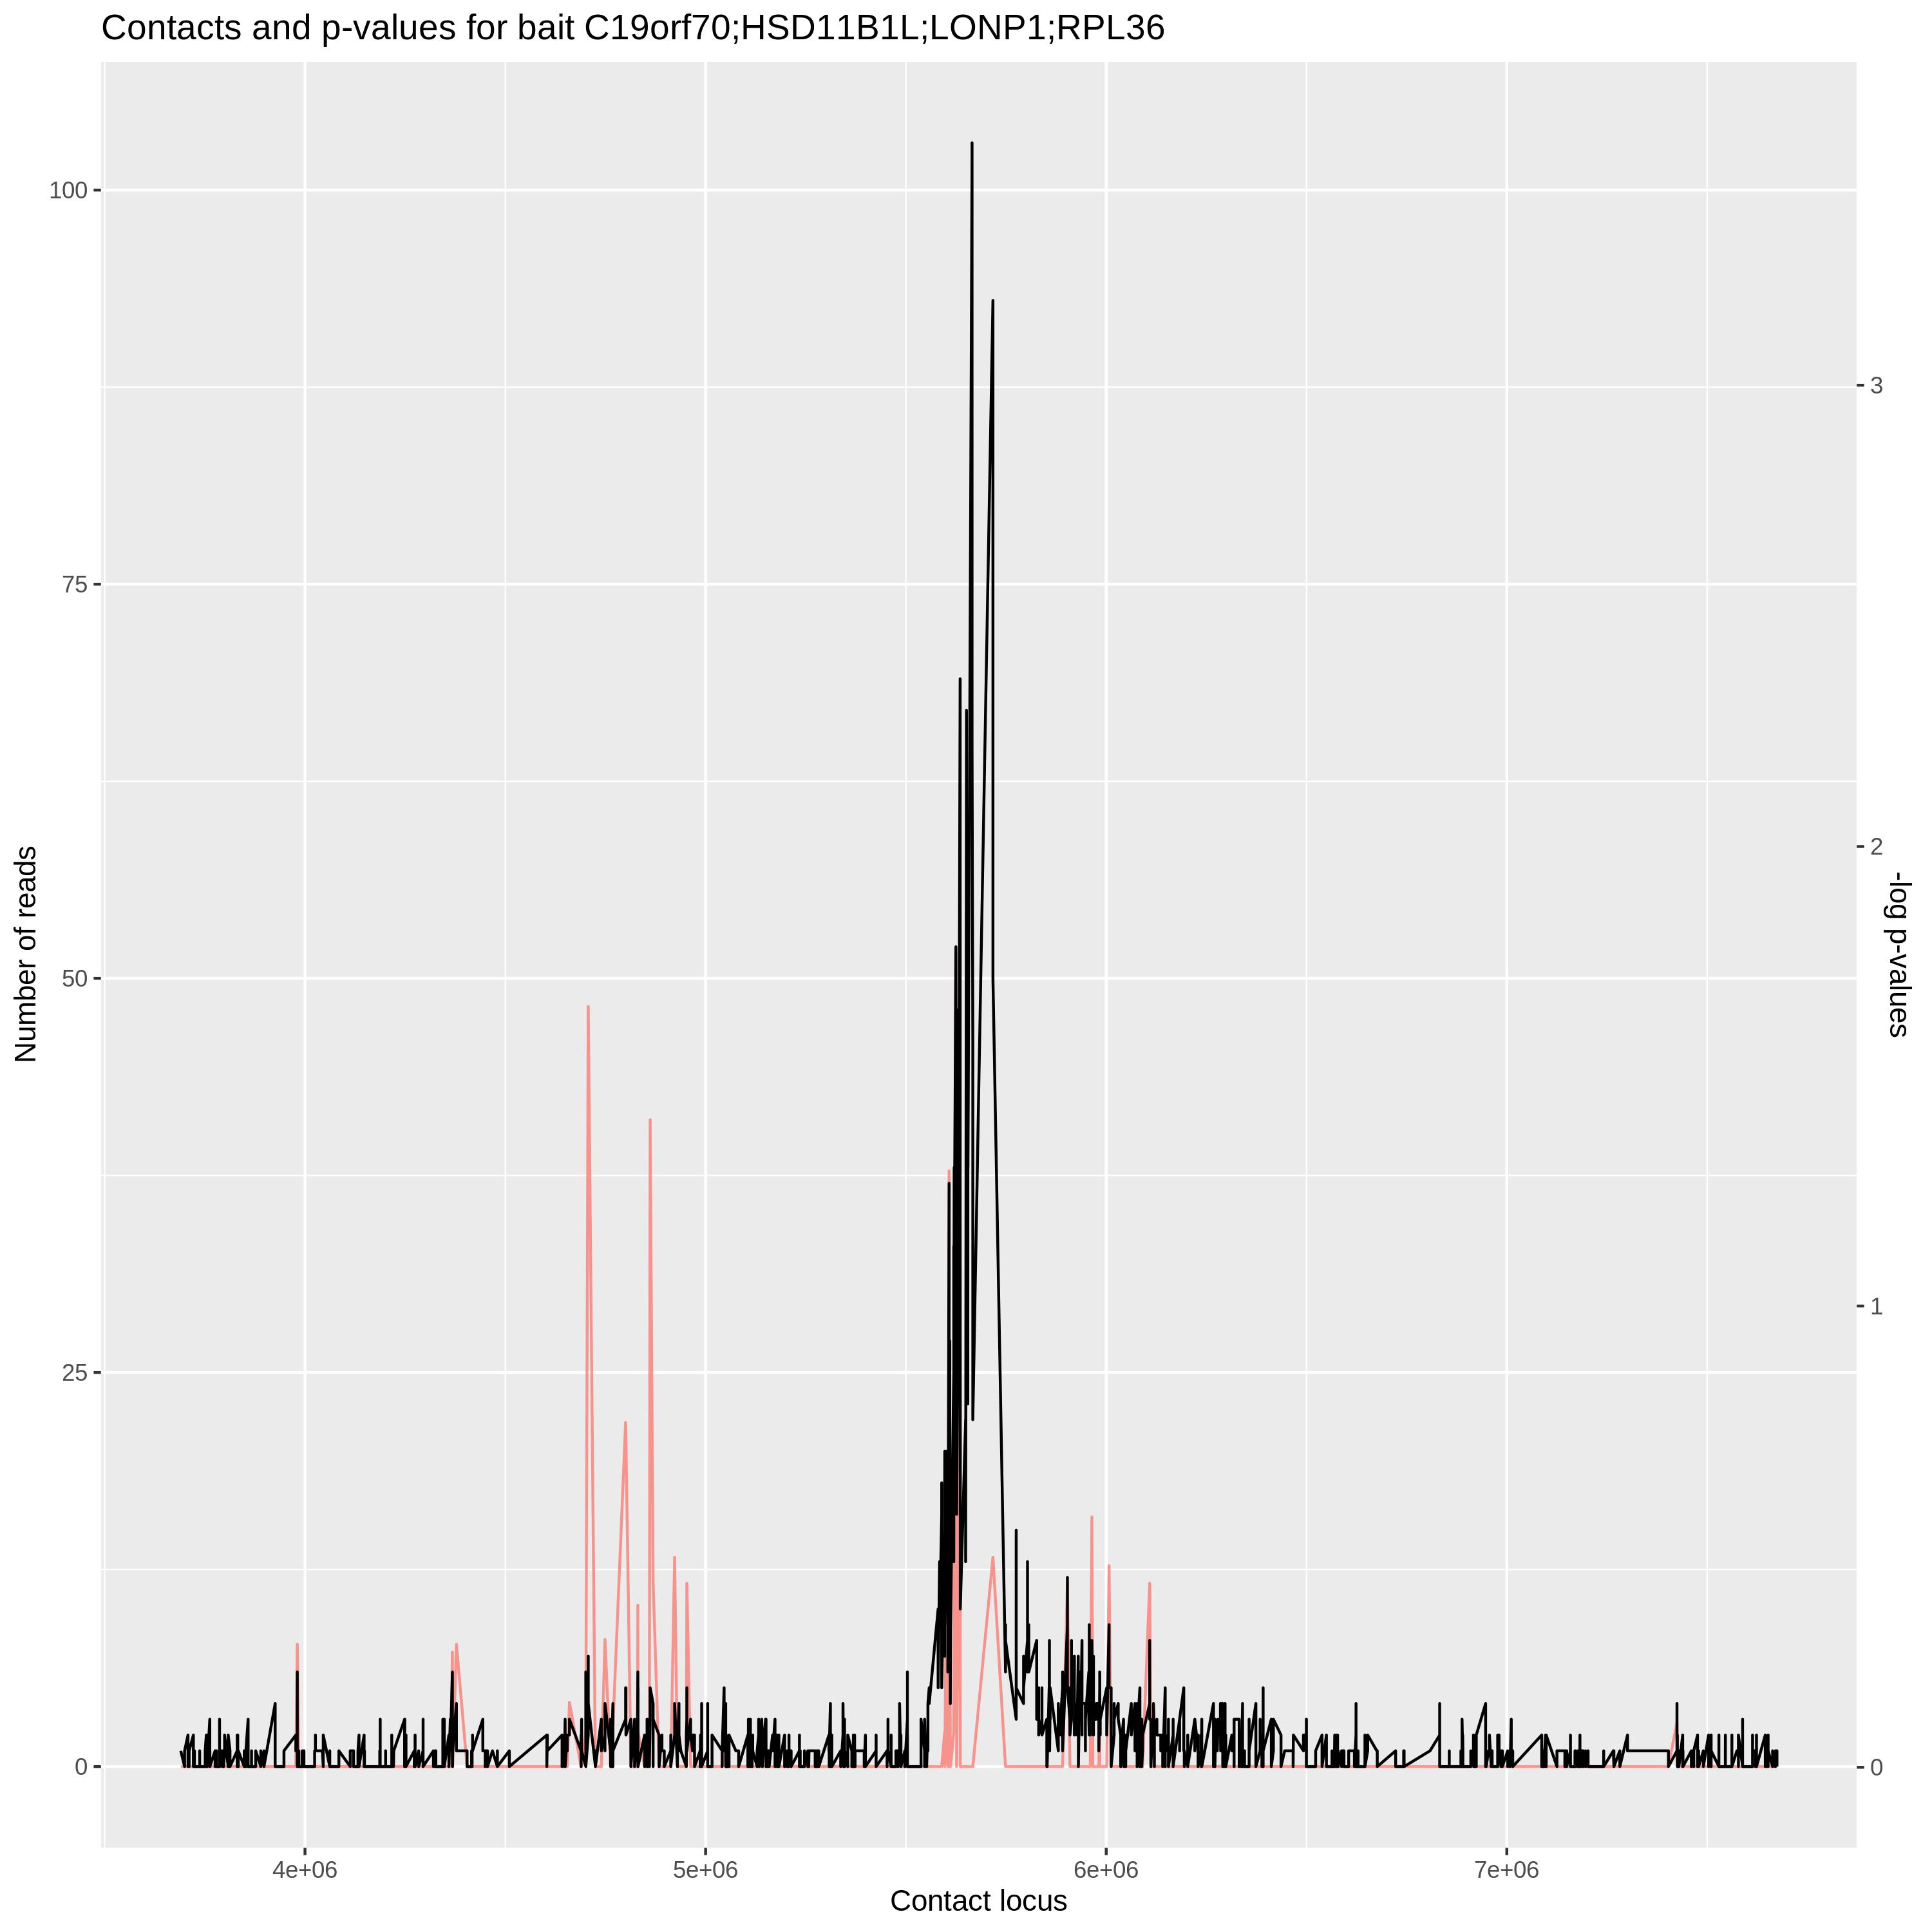 Contacts and p-values for bait C19orf70;HSD11B1L;LONP1;RPL36
100
75
50
25
0
Number of reads
3
2
1
0
-log p-values
4e+06
5e+06
6e+06
7e+06
Contact locus